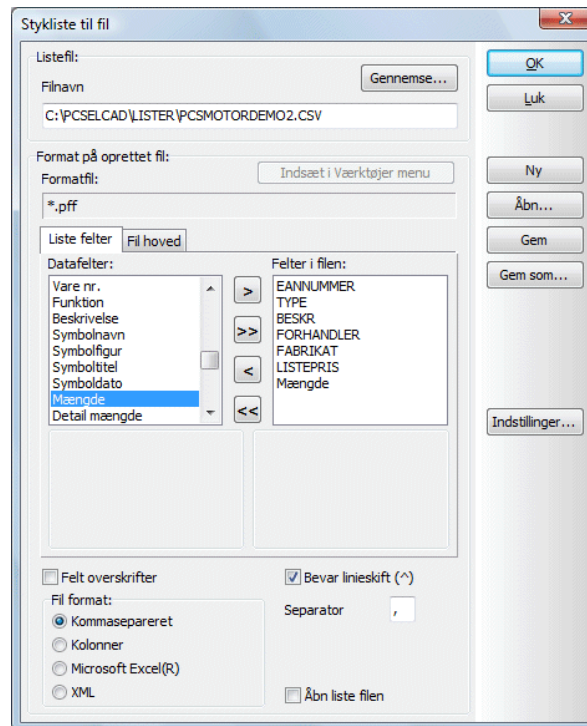 Stykliste til fil
Listefil:
Filnavn
Gennemse...
C:\PCSELCAD\LISTER\PCSMOTORDEMO2.CSV
OK
Luk
Format på oprettet fil:
Formatfil:
Indsæt i Værktøjer menu
*.pff
Ny
Åbn...
Gem
Gem som...
Indstillinger...
Liste felter
Fil hoved
Datafelter:
Vare nr.
Funktion
Beskrivelse
Symbolnavn
Symbolfigur
Symboltitel
Symboldato
Mængde
Detail mængde
>
>>
<
<<
Felter i filen:
EANNUMMER
TYPE
BESKR
FORHANDLER
FABRIKAT
LISTEPRIS
Mængde
Felt overskrifter
Bevar linieskift (^)
Fil format:
Kommasepareret
Kolonner
Microsoft Excel(R)
XML
Separator
,
Åbn liste filen